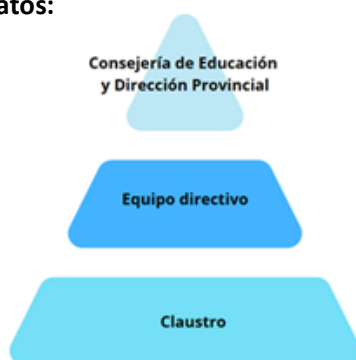 atos:
Consejería de Educación
y Dirección Provincial
Equipo directivo
Claustro